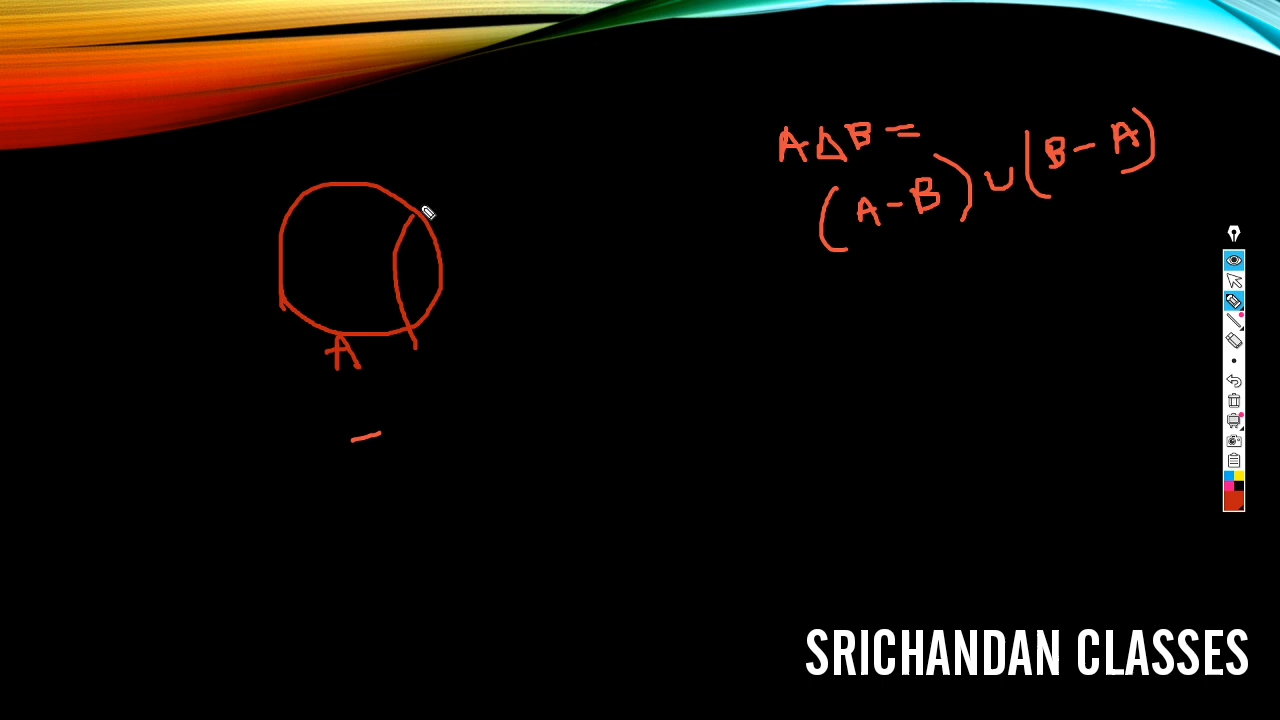 A Δ B =
(A - B) ∪ (B - A)
A
SRICHANDAN CLASSES